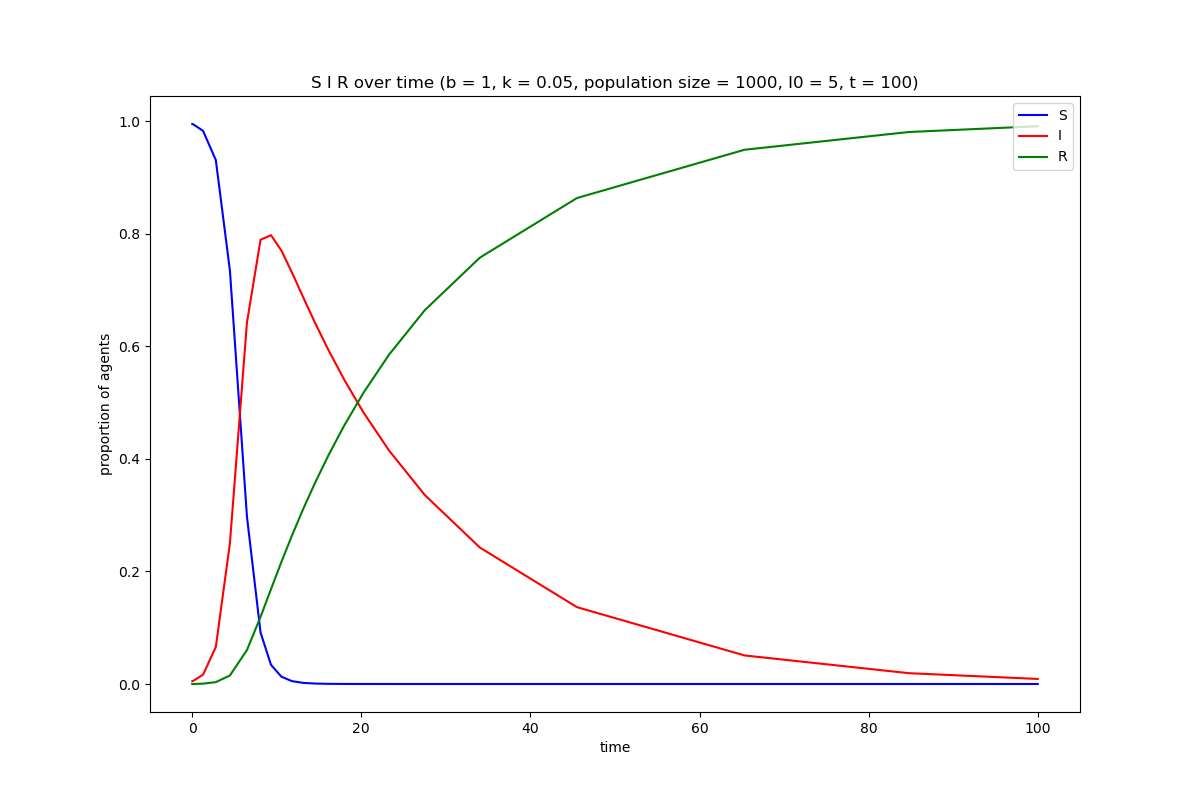 S I R over time (b = 1, k = 0.05, population size = 1000, I0 = 5, t = 100)
S
I
R
1.0
0.8
0.6
0.4
0.2
0.0
proportion of agents
0 20 40 60 80 100
time